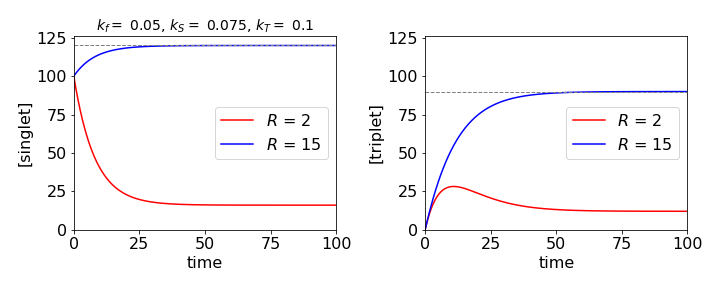 k_f = 0.05, k_S = 0.075, k_T = 0.1
[singlet]
125
100
75
50
25
0
R = 2
R = 15
0
25
50
75
100
time
[triplet]
125
100
75
50
25
0
R = 2
R = 15
0
25
50
75
100
time